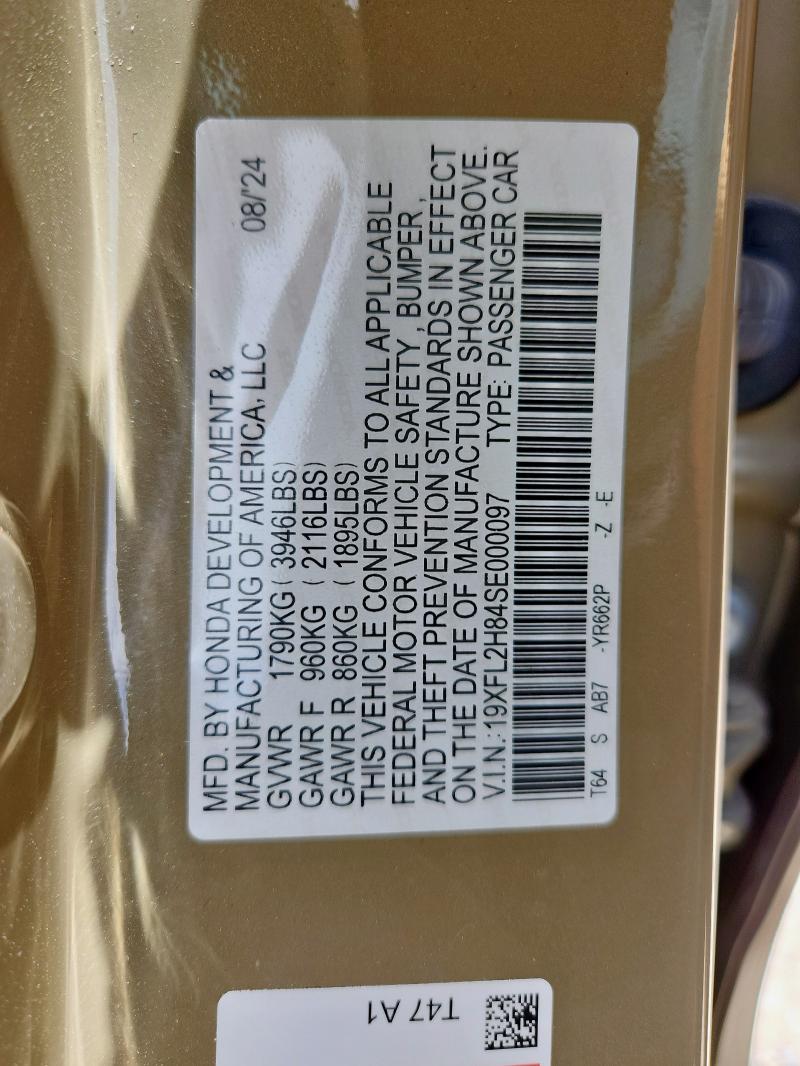 MFD. BY HONDA DEVELOPMENT &
MANUFACTURING OF AMERICA, LLC 08/'24
GVWR 1790KG ( 3946LBS)
GAWR F 960KG ( 2116LBS)
GAWR R 860KG ( 1895LBS)
THIS VEHICLE CONFORMS TO ALL APPLICABLE
FEDERAL MOTOR VEHICLE SAFETY , BUMPER ,
AND THEFT PREVENTION STANDARDS IN EFFECT
ON THE DATE OF MANUFACTURE SHOWN ABOVE.
V.I.N.:19XFL2H84SE000097 TYPE: PASSENGER CAR
T64 S AB7 -YR662P -Z -E
T47 A1